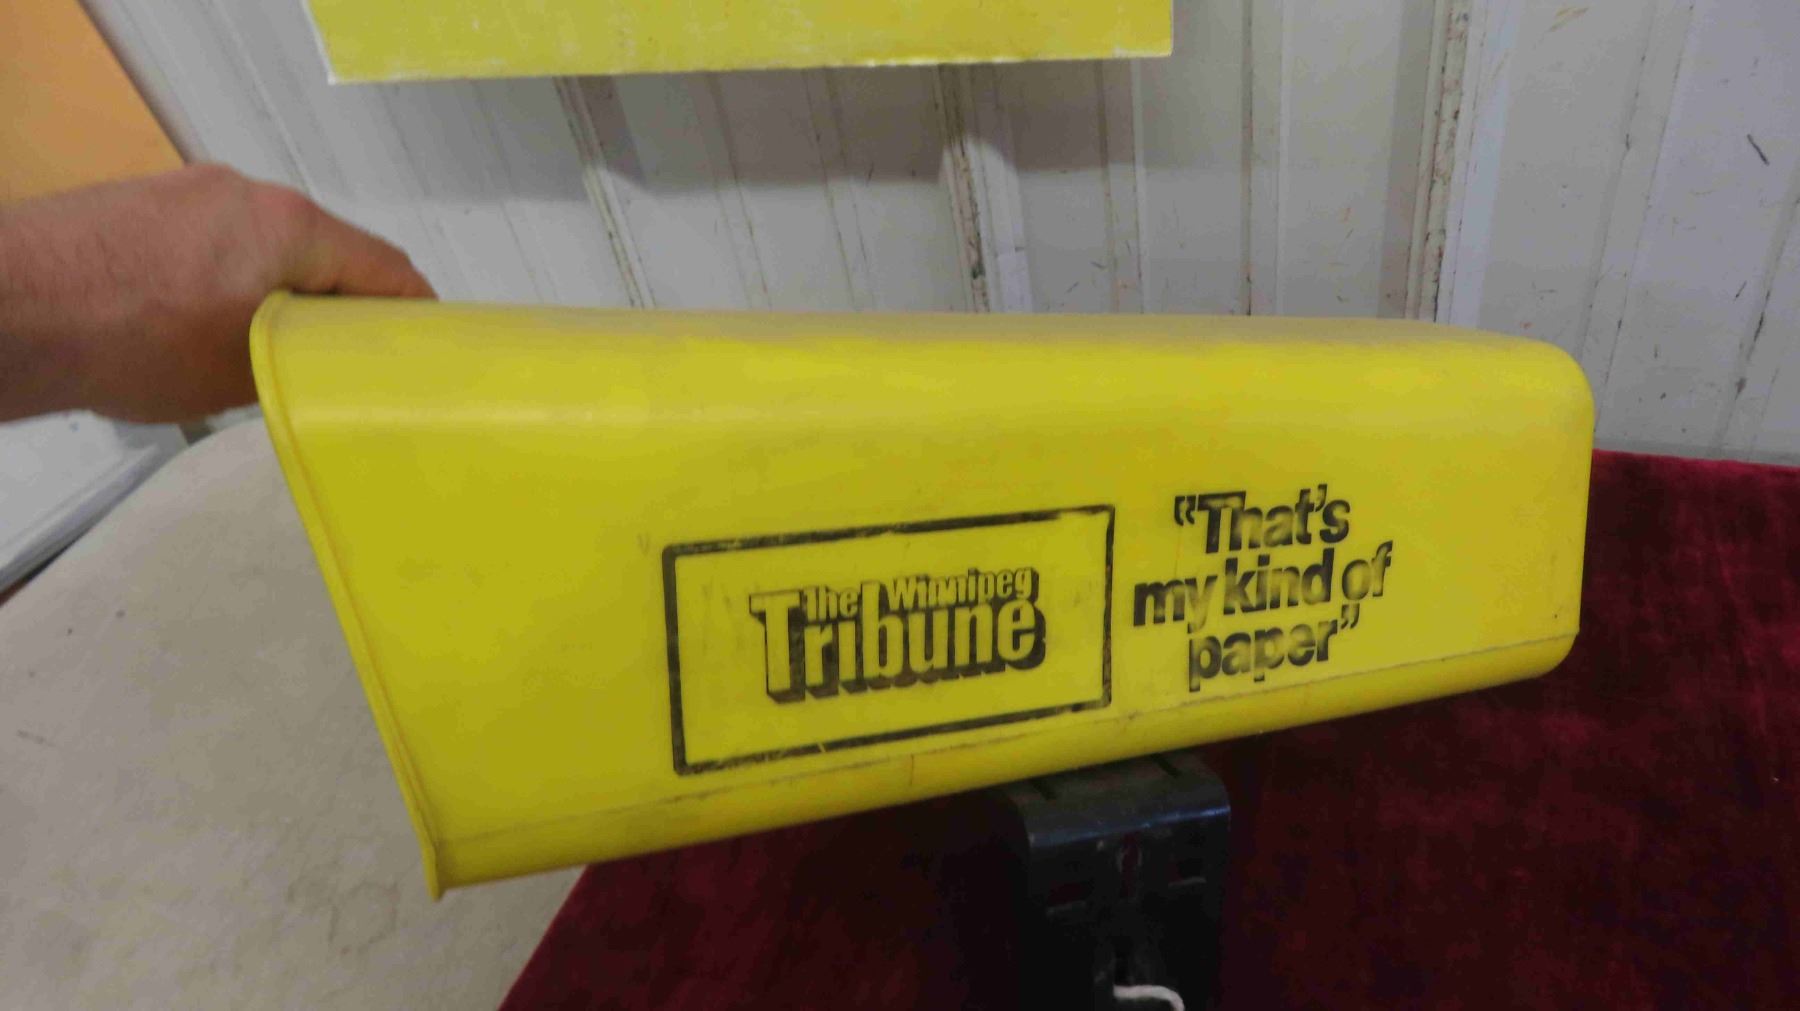 The Winnipeg
Tribune
"That's
my kind of
paper"